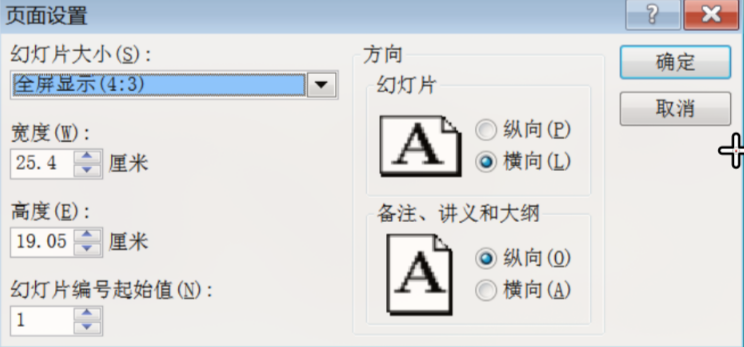 页面设置
幻灯片大小(S):
全屏显示(4:3)
宽度(W):
25.4 厘米
高度(E):
19.05 厘米
幻灯片编号起始值(N):
1
方向
幻灯片
A
纵向(P)
横向(L)
备注、讲义和大纲
A
纵向(O)
横向(A)
确定
取消